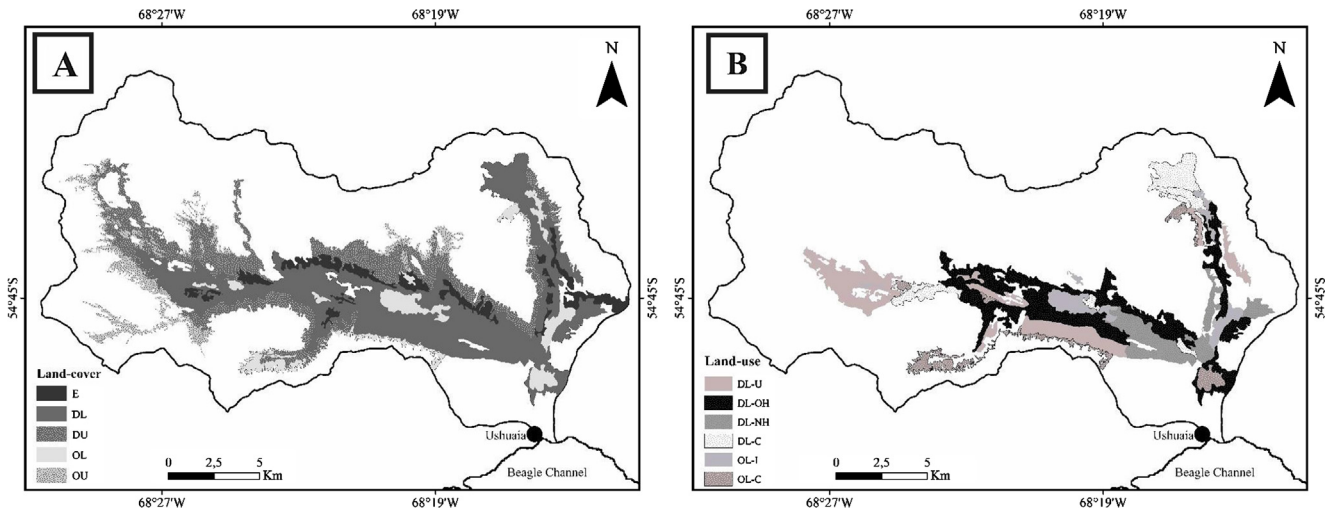 68°27'W
68°19'W
A
N
54°45'S
54°45'S
Land-cover
E
DL
DU
OL
OU
0
2,5
5
Km
Ushuaia
Beagle Channel
68°27'W
68°19'W
68°27'W
68°19'W
B
N
54°45'S
Land-use
DL-U
DL-OH
DL-NH
DL-C
OL-I
OL-C
0
2,5
5
Km
Ushuaia
Beagle Channel
68°27'W
68°19'W